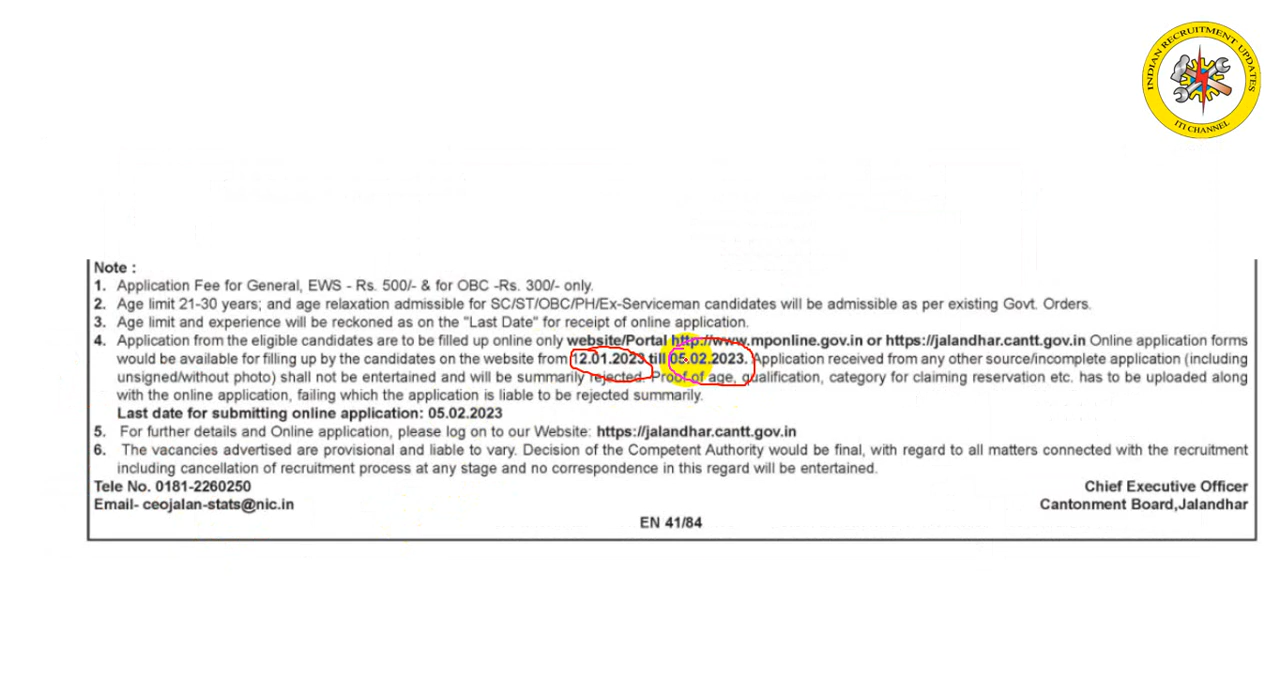 INDIAN RECRUITMENT UPDATES
ITI CHANNEL
Note :
1. Application Fee for General, EWS - Rs. 500/- & for OBC -Rs. 300/- only.
2. Age limit 21-30 years; and age relaxation admissible for SC/ST/OBC/PH/Ex-Serviceman candidates will be admissible as per existing Govt. Orders.
3. Age limit and experience will be reckoned as on the "Last Date" for receipt of online application.
4. Application from the eligible candidates are to be filled up online only website/Portal http://www.mponline.gov.in or https://jalandhar.cantt.gov.in Online application forms
would be available for filling up by the candidates on the website from 12.01.2023 till 05.02.2023. Application received from any other source/incomplete application (including
unsigned/without photo) shall not be entertained and will be summarily rejected. Proof of age, qualification, category for claiming reservation etc. has to be uploaded along
with the online application, failing which the application is liable to be rejected summarily.
Last date for submitting online application: 05.02.2023
5. For further details and Online application, please log on to our Website: https://jalandhar.cantt.gov.in
6. The vacancies advertised are provisional and liable to vary. Decision of the Competent Authority would be final, with regard to all matters connected with the recruitment
including cancellation of recruitment process at any stage and no correspondence in this regard will be entertained.
Tele No. 0181-2260250
Chief Executive Officer
Email- ceojalan-stats@nic.in
Cantonment Board,Jalandhar
EN 41/84